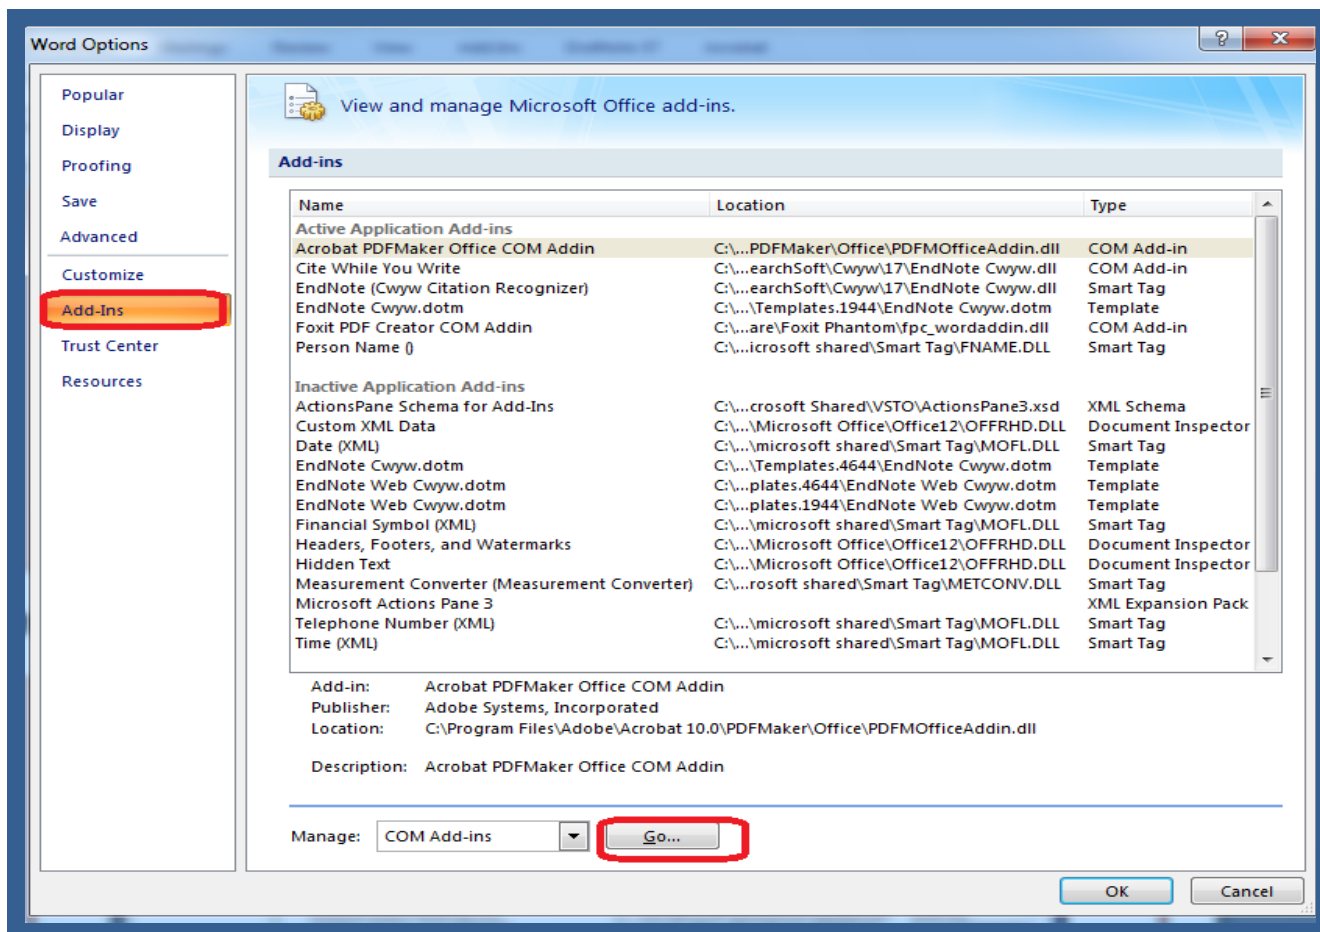 Word Options
Popular
Display
Proofing
Save
Advanced
Customize
Add-Ins
Trust Center
Resources
View and manage Microsoft Office add-ins.
Add-ins
Name Location Type
Active Application Add-ins
Acrobat PDFMaker Office COM Addin C:\...PDFMaker\Office\PDFMOfficeAddin.dll COM Add-in
Cite While You Write C:\...earchSoft\Cwyw\17\EndNote Cwyw.dll COM Add-in
EndNote (Cwyw Citation Recognizer) C:\...earchSoft\Cwyw\17\EndNote Cwyw.dll Smart Tag
EndNote Cwyw.dotm C:\...\Templates.1944\EndNote Cwyw.dotm Template
Foxit PDF Creator COM Addin C:\...are\Foxit Phantom\fpc_wordaddin.dll COM Add-in
Person Name () C:\...icrosoft shared\Smart Tag\FNAME.DLL Smart Tag
Inactive Application Add-ins
ActionsPane Schema for Add-Ins C:\...crosoft Shared\VSTO\ActionsPane3.xsd XML Schema
Custom XML Data C:\...\Microsoft Office\Office12\OFFRHD.DLL Document Inspector
Date (XML) C:\...\microsoft shared\Smart Tag\MOFL.DLL Smart Tag
EndNote Cwyw.dotm C:\...\Templates.4644\EndNote Cwyw.dotm Template
EndNote Web Cwyw.dotm C:\...plates.4644\EndNote Web Cwyw.dotm Template
EndNote Web Cwyw.dotm C:\...plates.1944\EndNote Web Cwyw.dotm Template
Financial Symbol (XML) C:\...\microsoft shared\Smart Tag\MOFL.DLL Smart Tag
Headers, Footers, and Watermarks C:\...\Microsoft Office\Office12\OFFRHD.DLL Document Inspector
Hidden Text C:\...\Microsoft Office\Office12\OFFRHD.DLL Document Inspector
Measurement Converter (Measurement Converter) C:\...rosoft shared\Smart Tag\METCONV.DLL Smart Tag
Microsoft Actions Pane 3 XML Expansion Pack
Telephone Number (XML) C:\...\microsoft shared\Smart Tag\MOFL.DLL Smart Tag
Time (XML) C:\...\microsoft shared\Smart Tag\MOFL.DLL Smart Tag
Add-in: Acrobat PDFMaker Office COM Addin
Publisher: Adobe Systems, Incorporated
Location: C:\Program Files\Adobe\Acrobat 10.0\PDFMaker\Office\PDFMOfficeAddin.dll
Description: Acrobat PDFMaker Office COM Addin
Manage: COM Add-ins Go...
OK Cancel